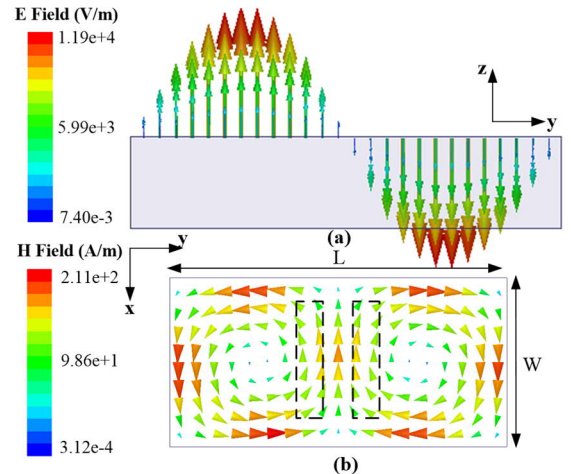 E Field (V/m)
1.19e+4
5.99e+3
7.40e-3
z
y
(a)
H Field (A/m)
2.11e+2
9.86e+1
3.12e-4
y
x
L
W
(b)